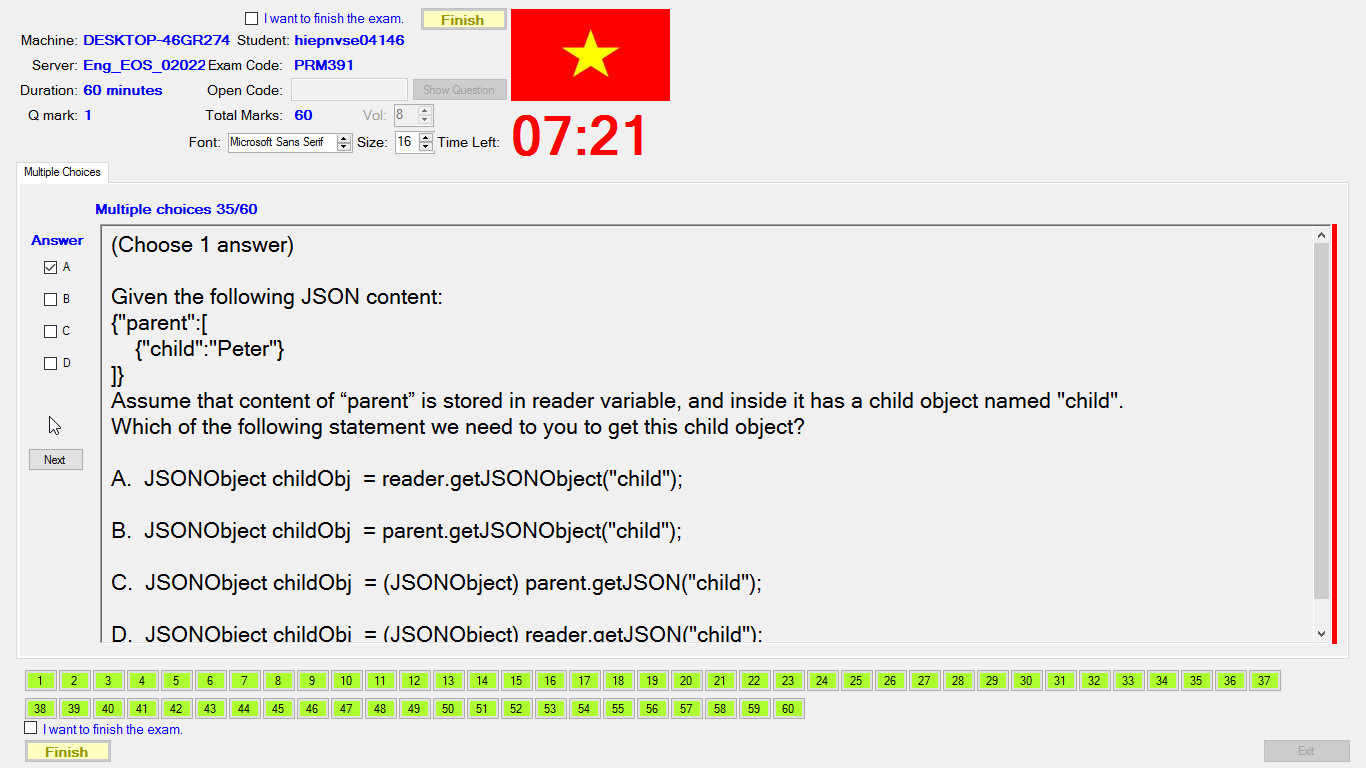 I want to finish the exam. Finish
Machine: DESKTOP-46GR274 Student: hiepnvse04146
Server: Eng_EOS_02022 Exam Code: PRM391
Duration: 60 minutes Open Code: Show Question
Q mark: 1 Total Marks: 60 Vol: 8
Font: Microsoft Sans Serif Size: 16 Time Left: 07:21
Multiple Choices
Multiple choices 35/60
Answer
A
B
C
D
Next
(Choose 1 answer)
Given the following JSON content:
{"parent":[
{"child":"Peter"}
]}
Assume that content of “parent” is stored in reader variable, and inside it has a child object named "child".
Which of the following statement we need to you to get this child object?
A. JSONObject childObj = reader.getJSONObject("child");
B. JSONObject childObj = parent.getJSONObject("child");
C. JSONObject childObj = (JSONObject) parent.getJSON("child");
D. JSONObject childObj = (JSONObject) reader.getJSON("child");
1 2 3 4 5 6 7 8 9 10 11 12 13 14 15 16 17 18 19 20 21 22 23 24 25 26 27 28 29 30 31 32 33 34 35 36 37
38 39 40 41 42 43 44 45 46 47 48 49 50 51 52 53 54 55 56 57 58 59 60
I want to finish the exam.
Finish Exit